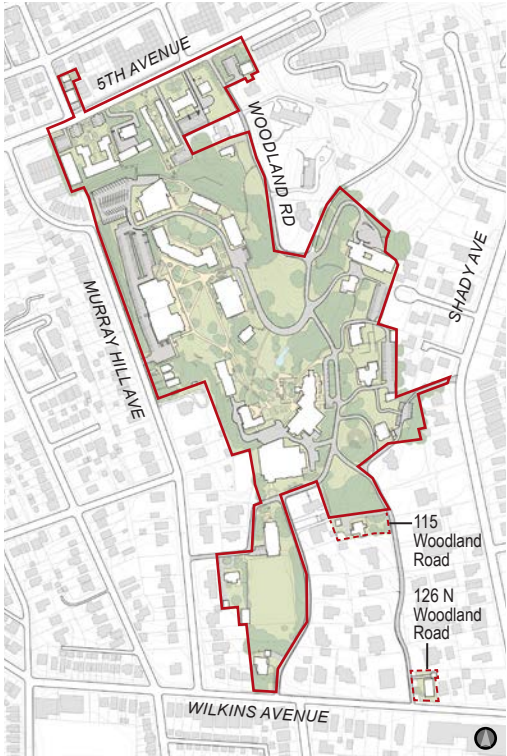 5TH AVENUE
WOODLAND RD
SHADY AVE
MURRAY HILL AVE
115
Woodland
Road
126 N
Woodland
Road
WILKINS AVENUE